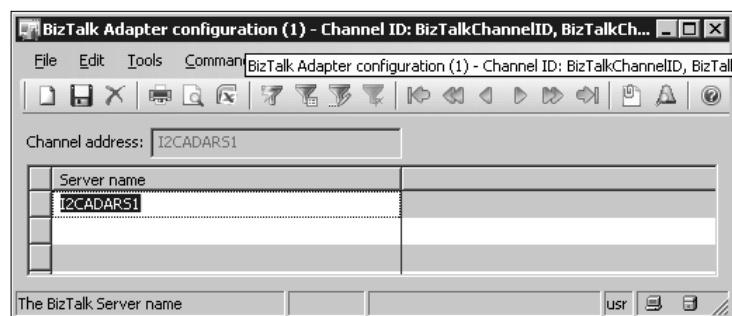 BizTalk Adapter configuration (1) - Channel ID: BizTalkChannelID, BizTalkCh...
File Edit Tools Comman
BizTalk Adapter configuration (1) - Channel ID: BizTalkChannelID, BizTal
Channel address: I2CADARS1
Server name
I2CADARS1
The BizTalk Server name usr